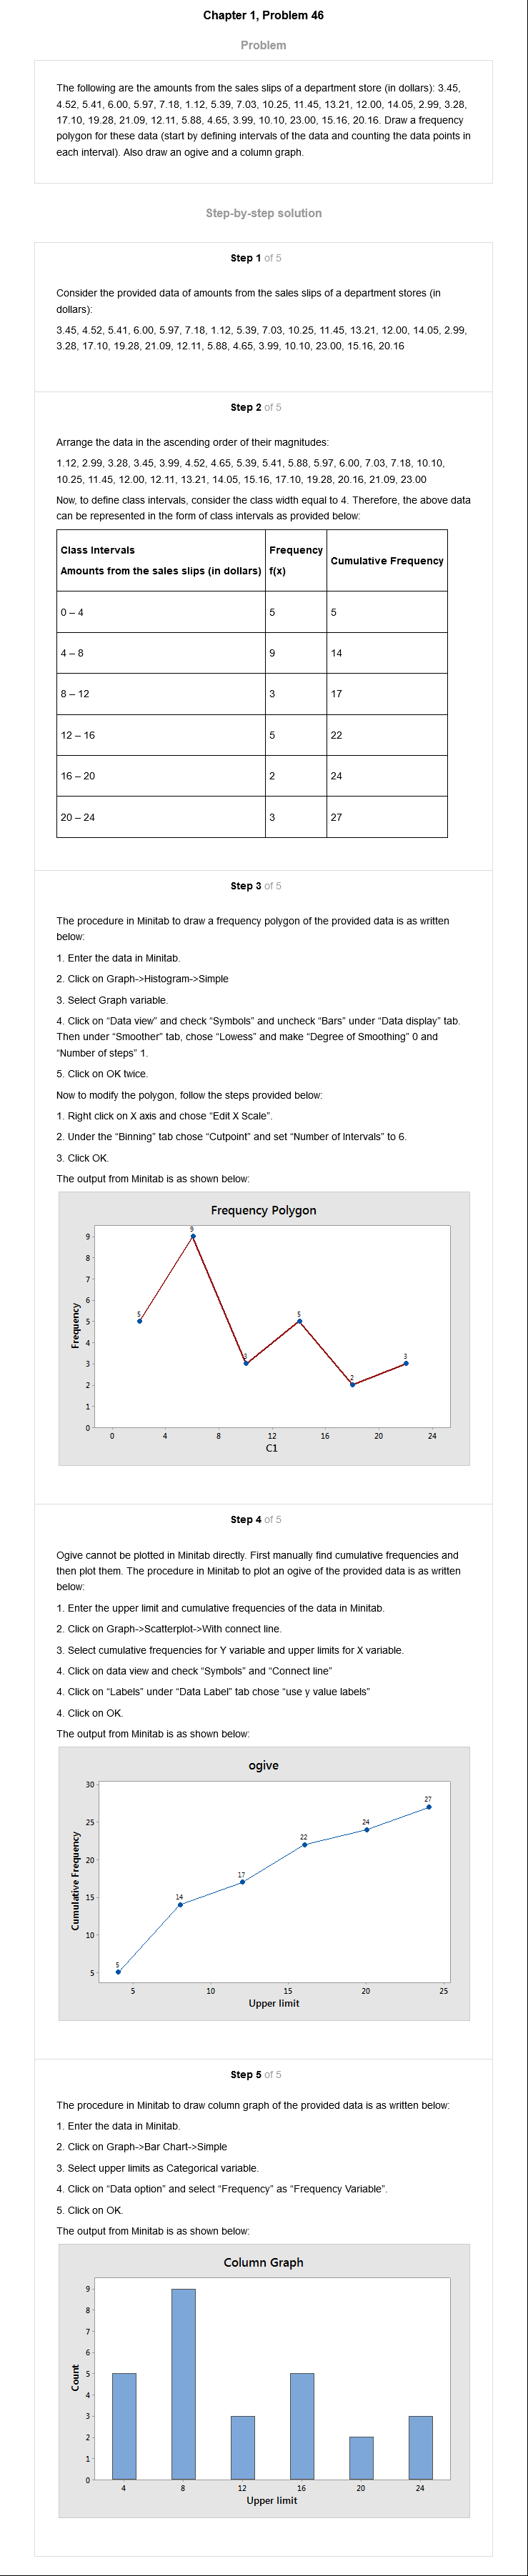 Chapter 1, Problem 46
Problem
The following are the amounts from the sales slips of a department store (in dollars): 3.45,
4.52, 5.41, 6.00, 5.97, 7.18, 1.12, 5.39, 7.03, 10.25, 11.45, 13.21, 12.00, 14.05, 2.99, 3.28,
17.10, 19.28, 21.09, 12.11, 5.88, 4.65, 3.99, 10.10, 23.00, 15.16, 20.16. Draw a frequency
polygon for these data (start by defining intervals of the data and counting the data points in
each interval). Also draw an ogive and a column graph.
Step-by-step solution
Step 1 of 5
Consider the provided data of amounts from the sales slips of a department stores (in
dollars):
3.45, 4.52, 5.41, 6.00, 5.97, 7.18, 1.12, 5.39, 7.03, 10.25, 11.45, 13.21, 12.00, 14.05, 2.99,
3.28, 17.10, 19.28, 21.09, 12.11, 5.88, 4.65, 3.99, 10.10, 23.00, 15.16, 20.16
Step 2 of 5
Arrange the data in the ascending order of their magnitudes:
1.12, 2.99, 3.28, 3.45, 3.99, 4.52, 4.65, 5.39, 5.41, 5.88, 5.97, 6.00, 7.03, 7.18, 10.10,
10.25, 11.45, 12.00, 12.11, 13.21, 14.05, 15.16, 17.10, 19.28, 20.16, 21.09, 23.00
Now, to define class intervals, consider the class width equal to 4. Therefore, the above data
can be represented in the form of class intervals as provided below:
Class Intervals
Amounts from the sales slips (in dollars)
Frequency
f(x)
Cumulative Frequency
0 – 4 5 5
4 – 8 9 14
8 – 12 3 17
12 – 16 5 22
16 – 20 2 24
20 – 24 3 27
Step 3 of 5
The procedure in Minitab to draw a frequency polygon of the provided data is as written
below:
1. Enter the data in Minitab.
2. Click on Graph->Histogram->Simple
3. Select Graph variable.
4. Click on “Data view” and check “Symbols” and uncheck “Bars” under “Data display” tab.
Then under “Smoother” tab, chose “Lowess” and make “Degree of Smoothing” 0 and
“Number of steps” 1.
5. Click on OK twice.
Now to modify the polygon, follow the steps provided below:
1. Right click on X axis and chose “Edit X Scale”.
2. Under the “Binning” tab chose “Cutpoint” and set “Number of Intervals” to 6.
3. Click OK.
The output from Minitab is as shown below:
Frequency Polygon
Frequency
9
8
7
6
5
4
3
2
1
0
5
9
3
5
2
3
0 4 8 12 16 20 24
C1
Step 4 of 5
Ogive cannot be plotted in Minitab directly. First manually find cumulative frequencies and
then plot them. The procedure in Minitab to plot an ogive of the provided data is as written
below:
1. Enter the upper limit and cumulative frequencies of the data in Minitab.
2. Click on Graph->Scatterplot->With connect line.
3. Select cumulative frequencies for Y variable and upper limits for X variable.
4. Click on data view and check “Symbols” and “Connect line”
4. Click on “Labels” under “Data Label” tab chose “use y value labels”
4. Click on OK.
The output from Minitab is as shown below:
ogive
Cumulative Frequency
30
25
20
15
10
5
5
14
17
22
24
27
5 10 15 20 25
Upper limit
Step 5 of 5
The procedure in Minitab to draw column graph of the provided data is as written below:
1. Enter the data in Minitab.
2. Click on Graph->Bar Chart->Simple
3. Select upper limits as Categorical variable.
4. Click on “Data option” and select “Frequency” as “Frequency Variable”.
5. Click on OK.
The output from Minitab is as shown below:
Column Graph
Count
9
8
7
6
5
4
3
2
1
0
4 8 12 16 20 24
Upper limit